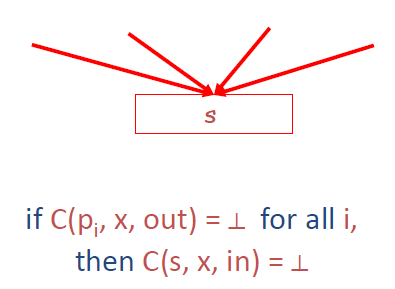 s
if C(pᵢ, x, out) = ⊥ for all i,
then C(s, x, in) = ⊥